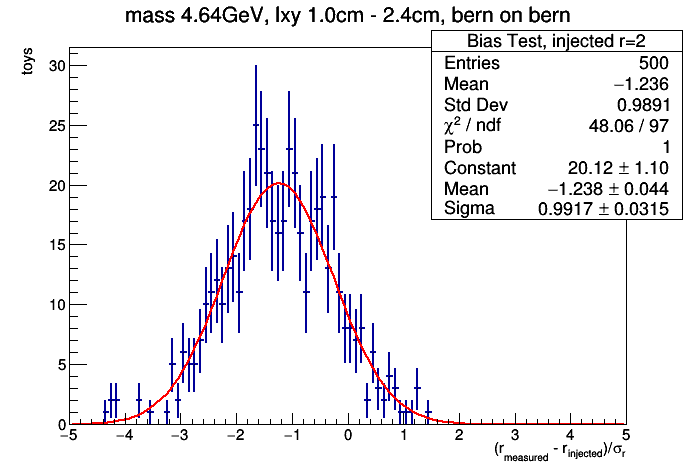 mass 4.64GeV, lxy 1.0cm - 2.4cm, bern on bern
Bias Test, injected r=2
Entries 500
Mean −1.236
Std Dev 0.9891
χ² / ndf 48.06 / 97
Prob 1
Constant 20.12 ± 1.10
Mean −1.238 ± 0.044
Sigma 0.9917 ± 0.0315
toys
30
25
20
15
10
5
0
−5 −4 −3 −2 −1 0 1 2 3 4 5
(r_measured - r_injected)/σ_r